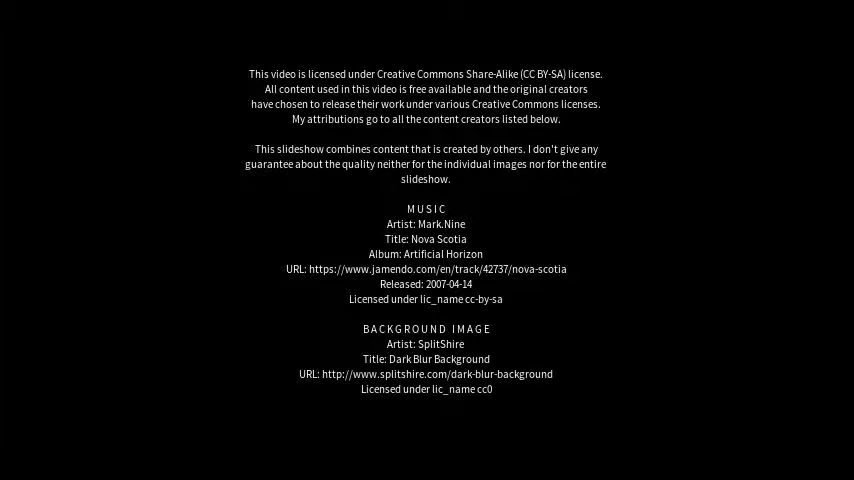 This video is licensed under Creative Commons Share-Alike (CC BY-SA) license.
All content used in this video is free available and the original creators
have chosen to release their work under various Creative Commons licenses.
My attributions go to all the content creators listed below.
This slideshow combines content that is created by others. I don't give any
guarantee about the quality neither for the individual images nor for the entire
slideshow.
MUSIC
Artist: Mark.Nine
Title: Nova Scotia
Album: Artificial Horizon
URL: https://www.jamendo.com/en/track/42737/nova-scotia
Released: 2007-04-14
Licensed under lic_name cc-by-sa
BACKGROUND IMAGE
Artist: SplitShire
Title: Dark Blur Background
URL: http://www.splitshire.com/dark-blur-background
Licensed under lic_name cc0